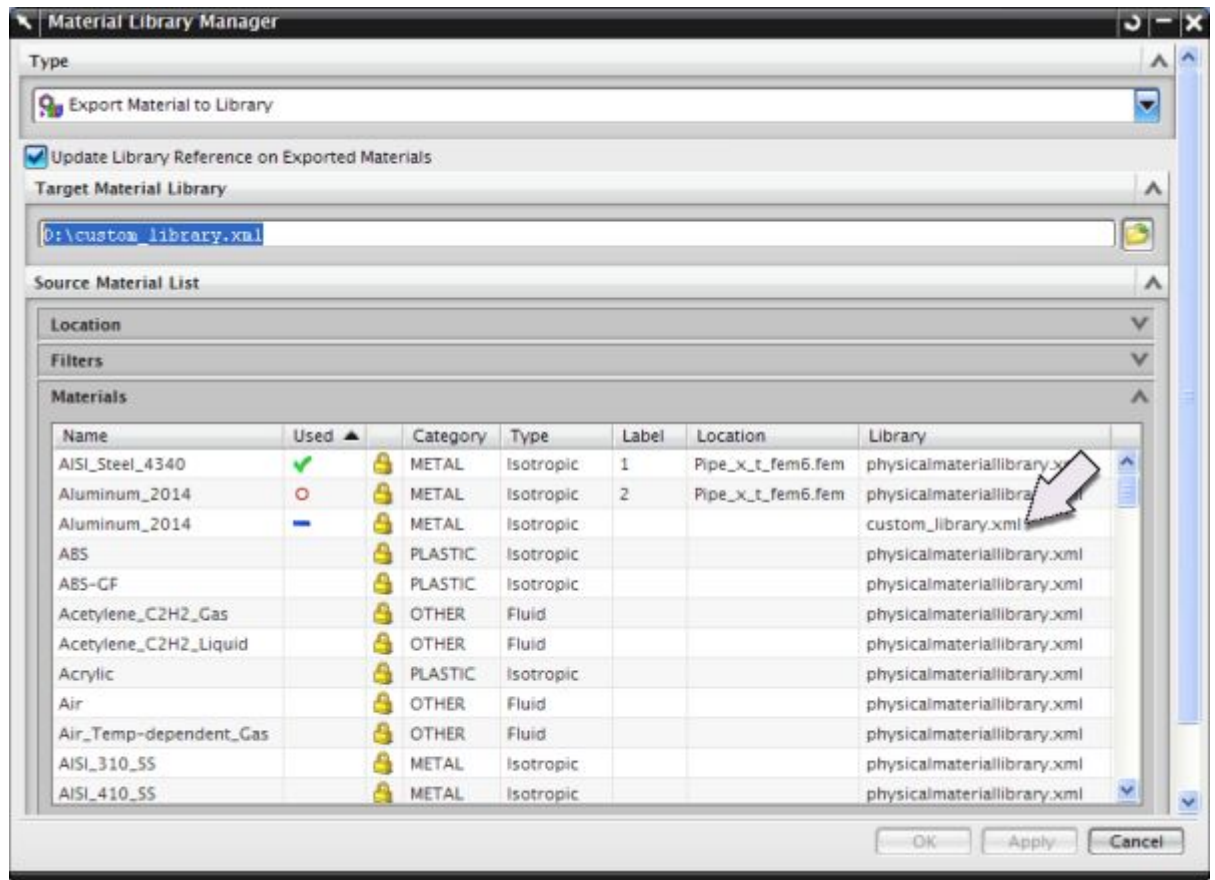 Material Library Manager
Type
Export Material to Library
Update Library Reference on Exported Materials
Target Material Library
D:\custom_library.xml
Source Material List
Location
Filters
Materials
Name Used Category Type Label Location Library
AISI_Steel_4340 METAL Isotropic 1 Pipe_x_t_fem6.fem physicalmateriallibrary.x
Aluminum_2014 METAL Isotropic 2 Pipe_x_t_fem6.fem physicalmateriallibra
Aluminum_2014 METAL Isotropic custom_library.xml
ABS PLASTIC Isotropic physicalmateriallibrary.xml
ABS-GF PLASTIC Isotropic physicalmateriallibrary.xml
Acetylene_C2H2_Gas OTHER Fluid physicalmateriallibrary.xml
Acetylene_C2H2_Liquid OTHER Fluid physicalmateriallibrary.xml
Acrylic PLASTIC Isotropic physicalmateriallibrary.xml
Air OTHER Fluid physicalmateriallibrary.xml
Air_Temp-dependent_Gas OTHER Fluid physicalmateriallibrary.xml
AISI_310_SS METAL Isotropic physicalmateriallibrary.xml
AISI_410_SS METAL Isotropic physicalmateriallibrary.xml
OK Apply Cancel